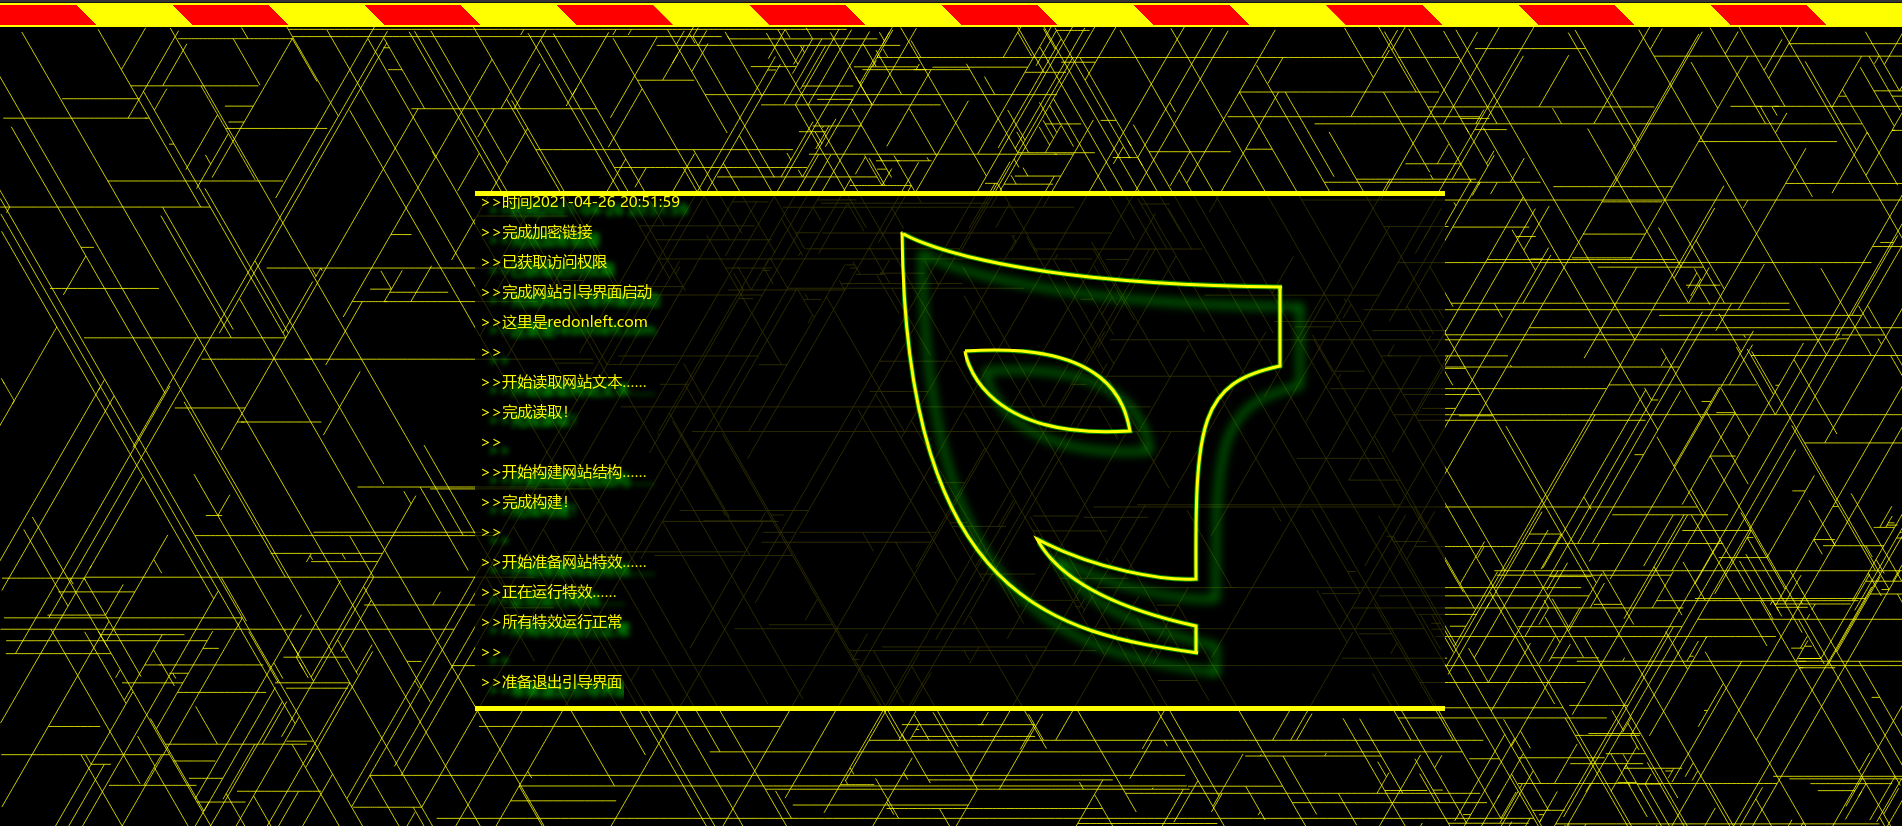 >>时间2021-04-26 20:51:59
>>完成加密链接
>>已获取访问权限
>>完成网站引导界面启动
>>这里是redonleft.com
>>
>>开始读取网站文本......
>>完成读取!
>>
>>开始构建网站结构......
>>完成构建!
>>
>>开始准备网站特效......
>>正在运行特效......
>>所有特效运行正常
>>
>>准备退出引导界面